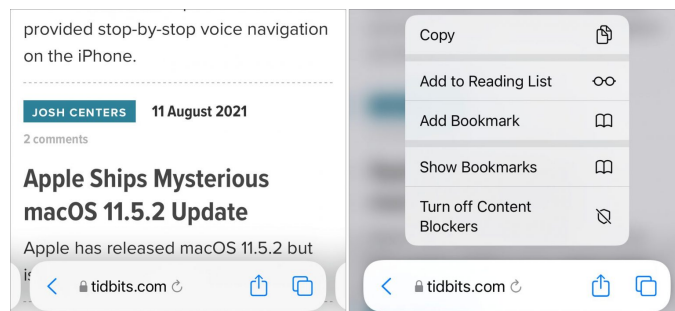 provided stop-by-stop voice navigation
on the iPhone.
JOSH CENTERS 11 August 2021
2 comments
Apple Ships Mysterious
macOS 11.5.2 Update
Apple has released macOS 11.5.2 but
tidbits.com
Copy
Add to Reading List
Add Bookmark
Show Bookmarks
Turn off Content
Blockers
tidbits.com